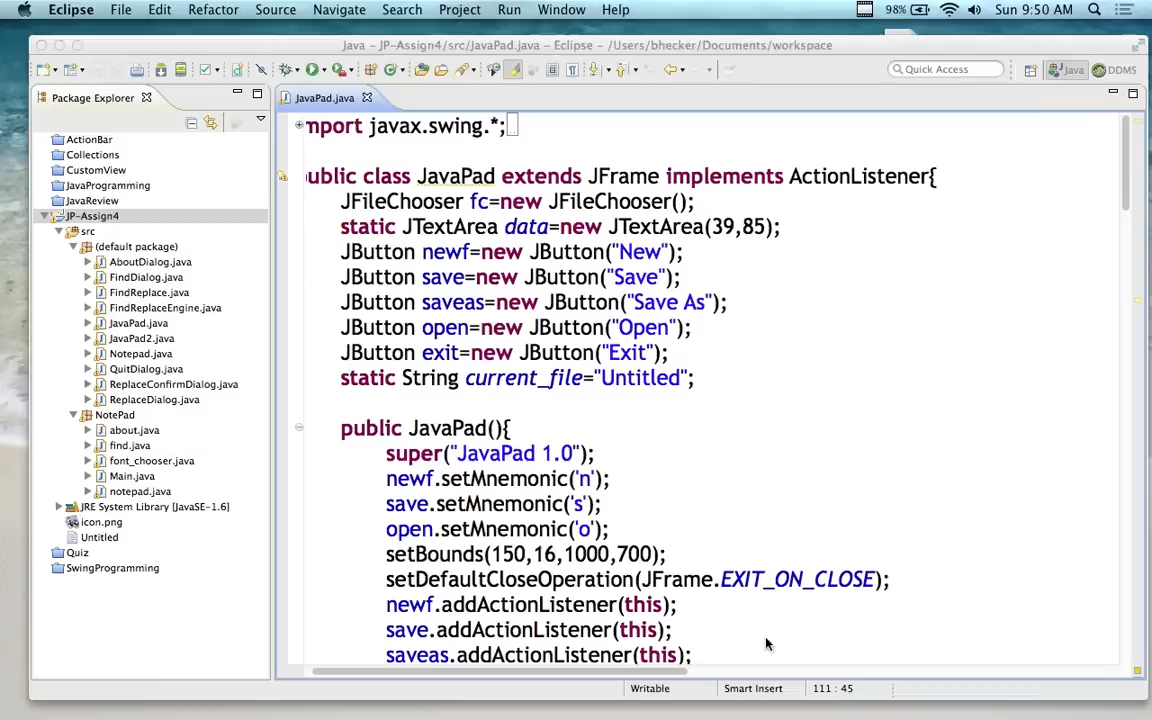 Eclipse File Edit Refactor Source Navigate Search Project Run Window Help 98% Sun 9:50 AM
Java – JP-Assign4/src/JavaPad.java – Eclipse – /Users/bhecker/Documents/workspace
Quick Access Java DDMS
Package Explorer
ActionBar
Collections
CustomView
JavaProgramming
JavaReview
JP-Assign4
src
(default package)
AboutDialog.java
FindDialog.java
FindReplace.java
FindReplaceEngine.java
JavaPad.java
JavaPad2.java
Notepad.java
QuitDialog.java
ReplaceConfirmDialog.java
ReplaceDialog.java
NotePad
about.java
find.java
font_chooser.java
Main.java
notepad.java
JRE System Library [JavaSE-1.6]
icon.png
Untitled
Quiz
SwingProgramming
JavaPad.java
mport javax.swing.*;
ublic class JavaPad extends JFrame implements ActionListener{
JFileChooser fc=new JFileChooser();
static JTextArea data=new JTextArea(39,85);
JButton newf=new JButton("New");
JButton save=new JButton("Save");
JButton saveas=new JButton("Save As");
JButton open=new JButton("Open");
JButton exit=new JButton("Exit");
static String current_file="Untitled";
public JavaPad(){
super("JavaPad 1.0");
newf.setMnemonic('n');
save.setMnemonic('s');
open.setMnemonic('o');
setBounds(150,16,1000,700);
setDefaultCloseOperation(JFrame.EXIT_ON_CLOSE);
newf.addActionListener(this);
save.addActionListener(this);
saveas.addActionListener(this);
Writable Smart Insert 111 : 45